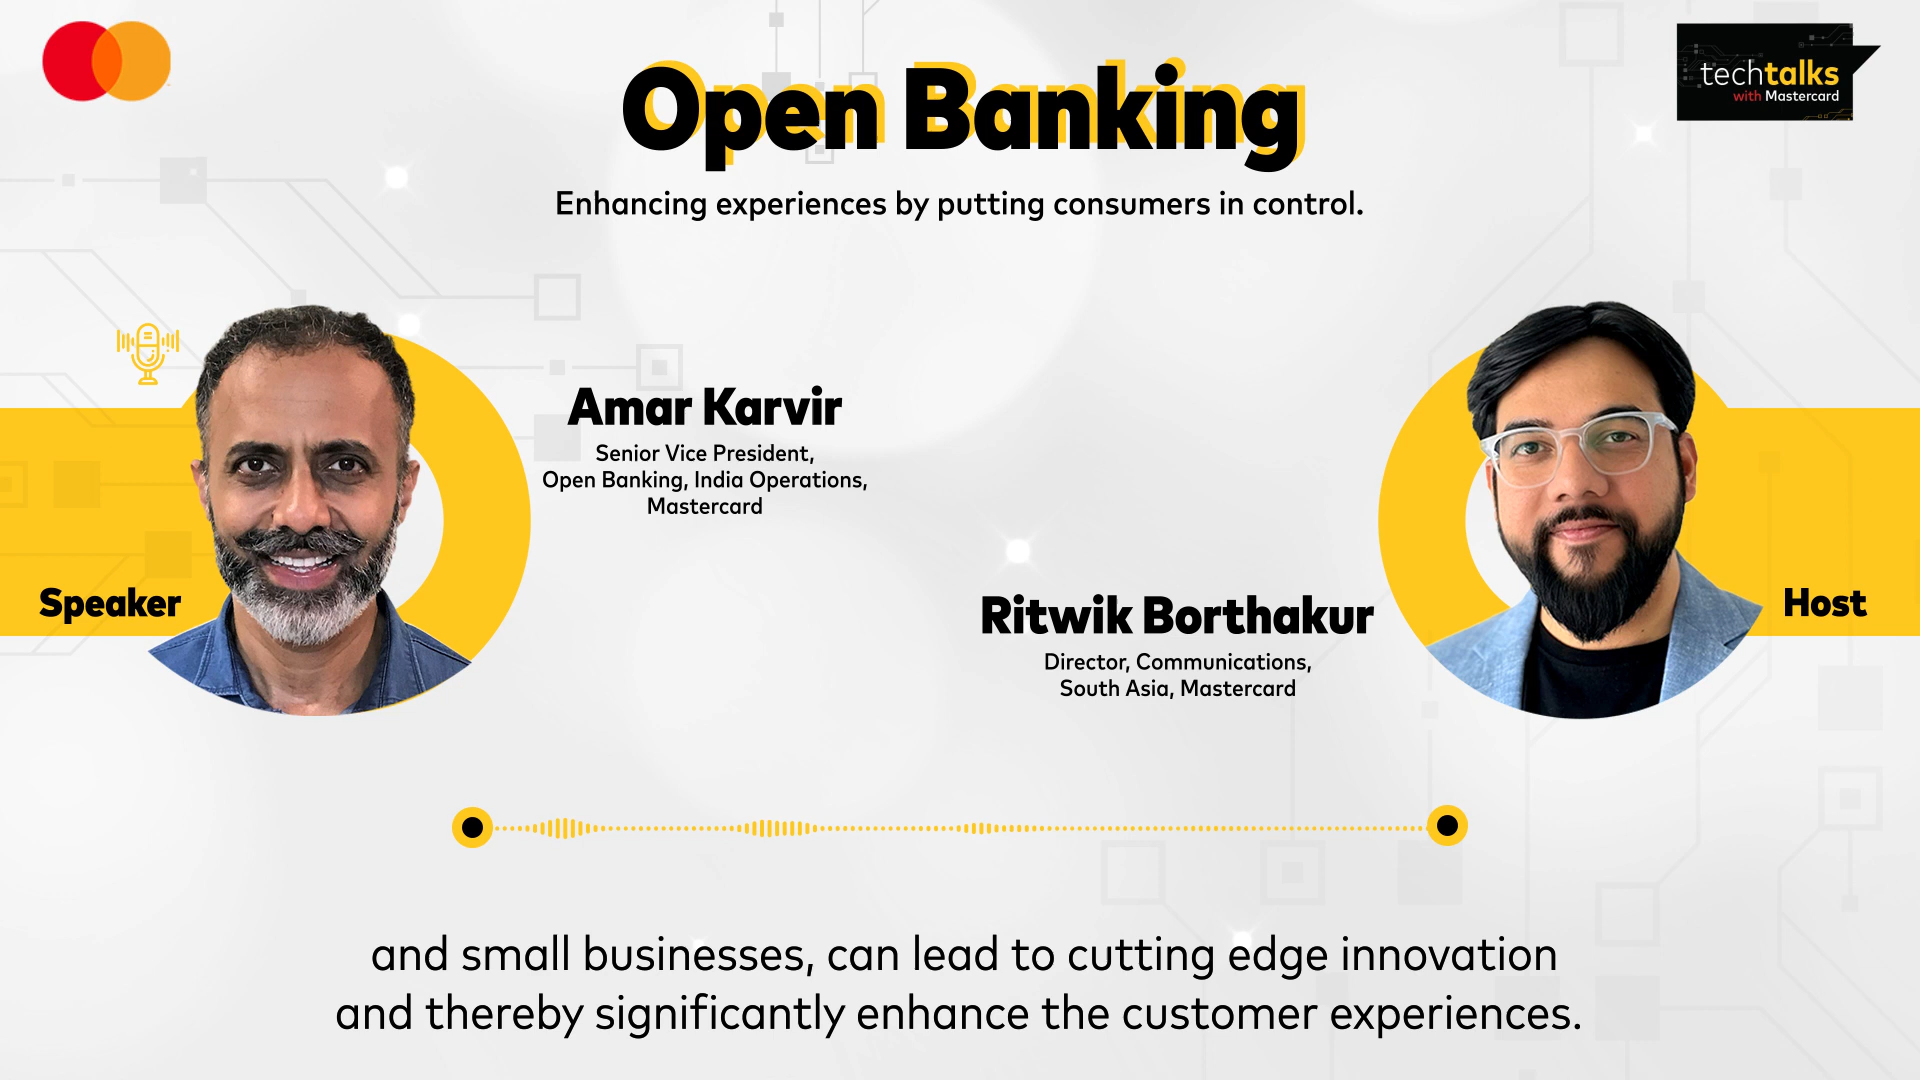 techtalks
with Mastercard
Open Banking
Enhancing experiences by putting consumers in control.
Amar Karvir
Senior Vice President,
Open Banking, India Operations,
Mastercard
Speaker
Ritwik Borthakur
Director, Communications,
South Asia, Mastercard
Host
and small businesses, can lead to cutting edge innovation
and thereby significantly enhance the customer experiences.